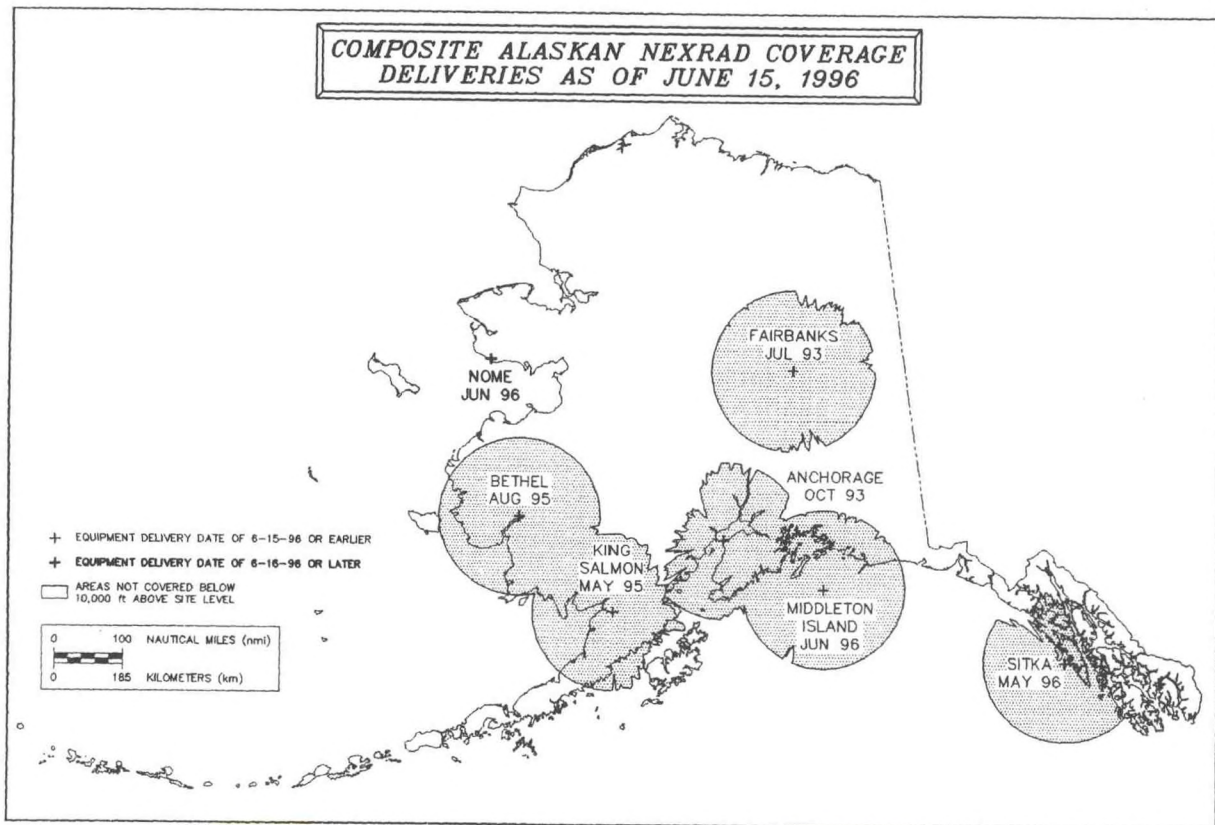 COMPOSITE ALASKAN NEXRAD COVERAGE
DELIVERIES AS OF JUNE 15, 1996
FAIRBANKS
JUL 93
NOME
JUN 96
BETHEL
AUG 95
ANCHORAGE
OCT 93
KING
SALMON
MAY 95
MIDDLETON
ISLAND
JUN 96
SITKA
MAY 96
+ EQUIPMENT DELIVERY DATE OF 6-15-96 OR EARLIER
+ EQUIPMENT DELIVERY DATE OF 6-16-96 OR LATER
AREAS NOT COVERED BELOW
10,000 ft ABOVE SITE LEVEL
0 100 NAUTICAL MILES (nmi)
0 185 KILOMETERS (km)